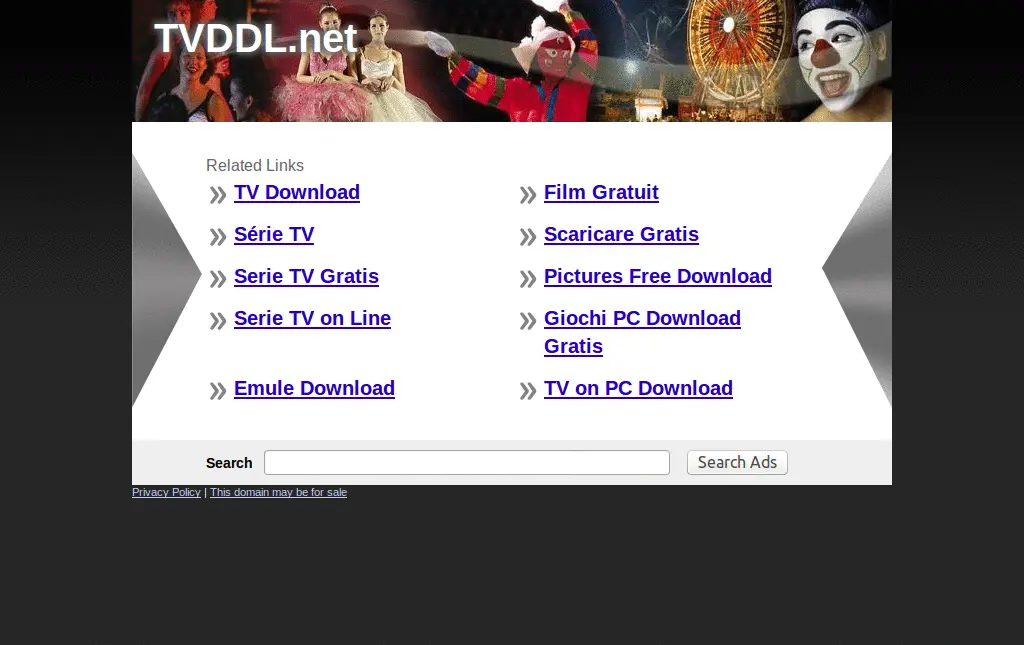 TVDDL.net
Related Links
TV Download
Film Gratuit
Série TV
Scaricare Gratis
Serie TV Gratis
Pictures Free Download
Serie TV on Line
Giochi PC Download
Gratis
Emule Download
TV on PC Download
Search
Search Ads
Privacy Policy | This domain may be for sale